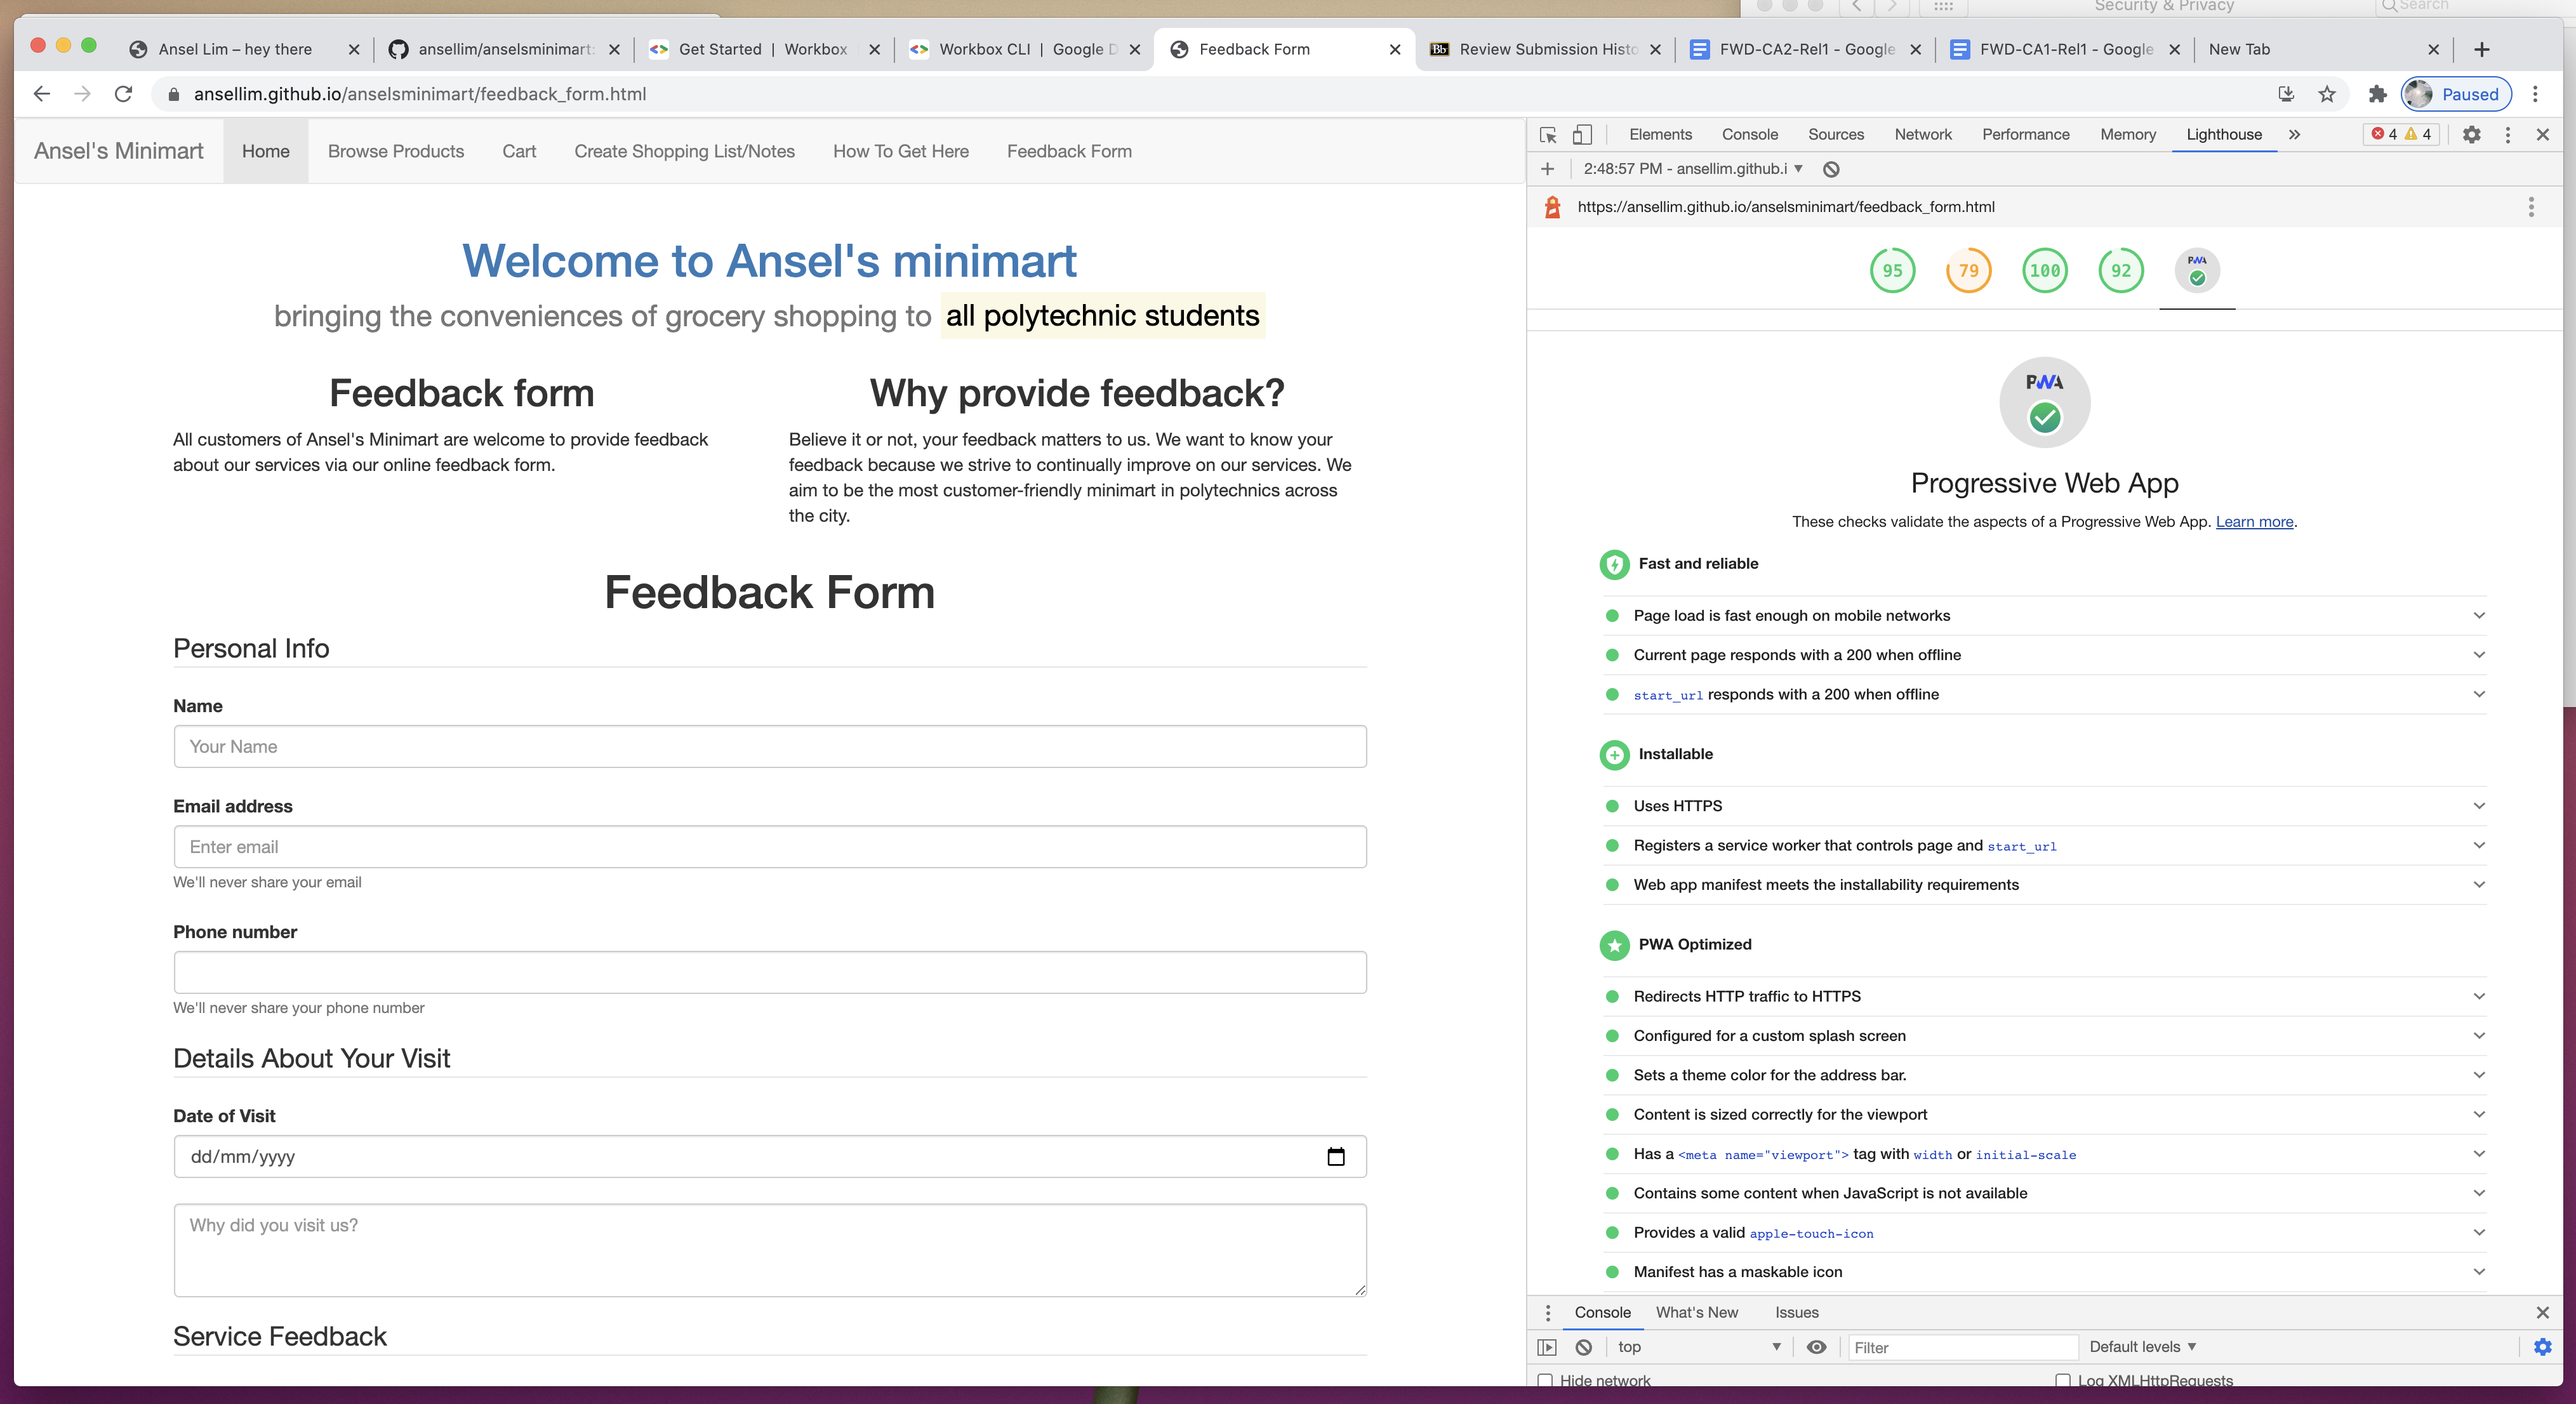 Security & Privacy
Search
Ansel Lim – hey there
ansellim/anselsminimart:
Get Started | Workbox
Workbox CLI | Google D
Feedback Form
Bb
Review Submission Histo
FWD-CA2-Rel1 - Google
FWD-CA1-Rel1 - Google
New Tab
ansellim.github.io/anselsminimart/feedback_form.html
Paused
Ansel's Minimart
Home
Browse Products
Cart
Create Shopping List/Notes
How To Get Here
Feedback Form
Welcome to Ansel's minimart
bringing the conveniences of grocery shopping to all polytechnic students
Feedback form
All customers of Ansel's Minimart are welcome to provide feedback
about our services via our online feedback form.
Why provide feedback?
Believe it or not, your feedback matters to us. We want to know your
feedback because we strive to continually improve on our services. We
aim to be the most customer-friendly minimart in polytechnics across
the city.
Feedback Form
Personal Info
Name
Your Name
Email address
Enter email
We'll never share your email
Phone number
We'll never share your phone number
Details About Your Visit
Date of Visit
dd/mm/yyyy
Why did you visit us?
Service Feedback
Elements
Console
Sources
Network
Performance
Memory
Lighthouse
4
4
2:48:57 PM - ansellim.github.i
https://ansellim.github.io/anselsminimart/feedback_form.html
95
79
100
92
PWA
PWA
Progressive Web App
These checks validate the aspects of a Progressive Web App. Learn more.
Fast and reliable
Page load is fast enough on mobile networks
Current page responds with a 200 when offline
start_url responds with a 200 when offline
Installable
Uses HTTPS
Registers a service worker that controls page and start_url
Web app manifest meets the installability requirements
PWA Optimized
Redirects HTTP traffic to HTTPS
Configured for a custom splash screen
Sets a theme color for the address bar.
Content is sized correctly for the viewport
Has a <meta name="viewport"> tag with width or initial-scale
Contains some content when JavaScript is not available
Provides a valid apple-touch-icon
Manifest has a maskable icon
Console
What's New
Issues
top
Filter
Default levels
Hide network
Log XMLHttpRequests